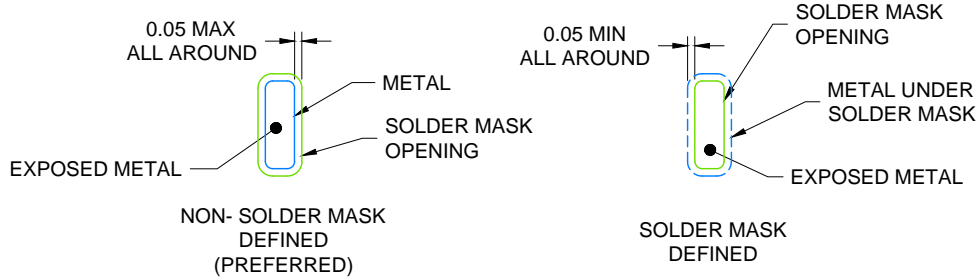 0.05 MAX
ALL AROUND
METAL
SOLDER MASK
OPENING
EXPOSED METAL
NON- SOLDER MASK
DEFINED
(PREFERRED)
0.05 MIN
ALL AROUND
SOLDER MASK
OPENING
METAL UNDER
SOLDER MASK
EXPOSED METAL
SOLDER MASK
DEFINED